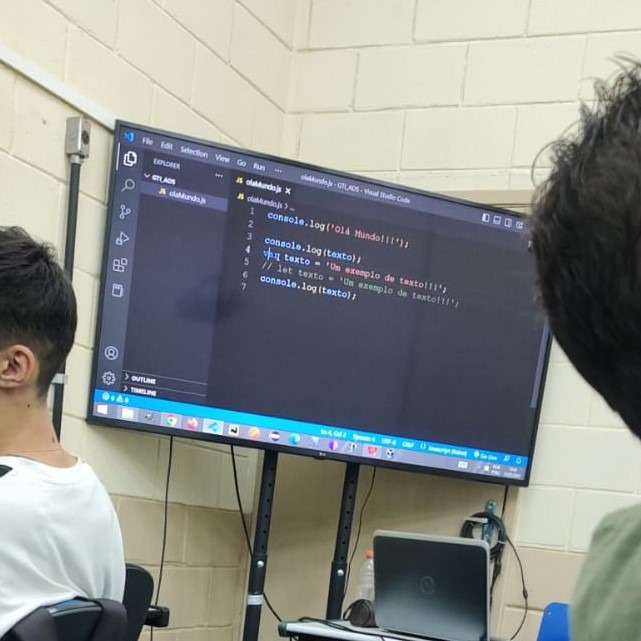 File Edit Selection View Go Run ··· olaMundo.js - GTI_ADS - Visual Studio Code
EXPLORER ···
GTI_ADS
JS olaMundo.js
OUTLINE
TIMELINE
JS olaMundo.js ×
JS olaMundo.js > ...
1 console.log('Olá Mundo!!!');
2
3 console.log(texto);
4 var texto = 'Um exemplo de texto!!!';
5 // let texto = 'Um exemplo de texto!!!';
6 console.log(texto);
7
0 0 Ln 4, Col 2 Spaces: 4 UTF-8 CRLF {} JavaScript (Babel) Go Live